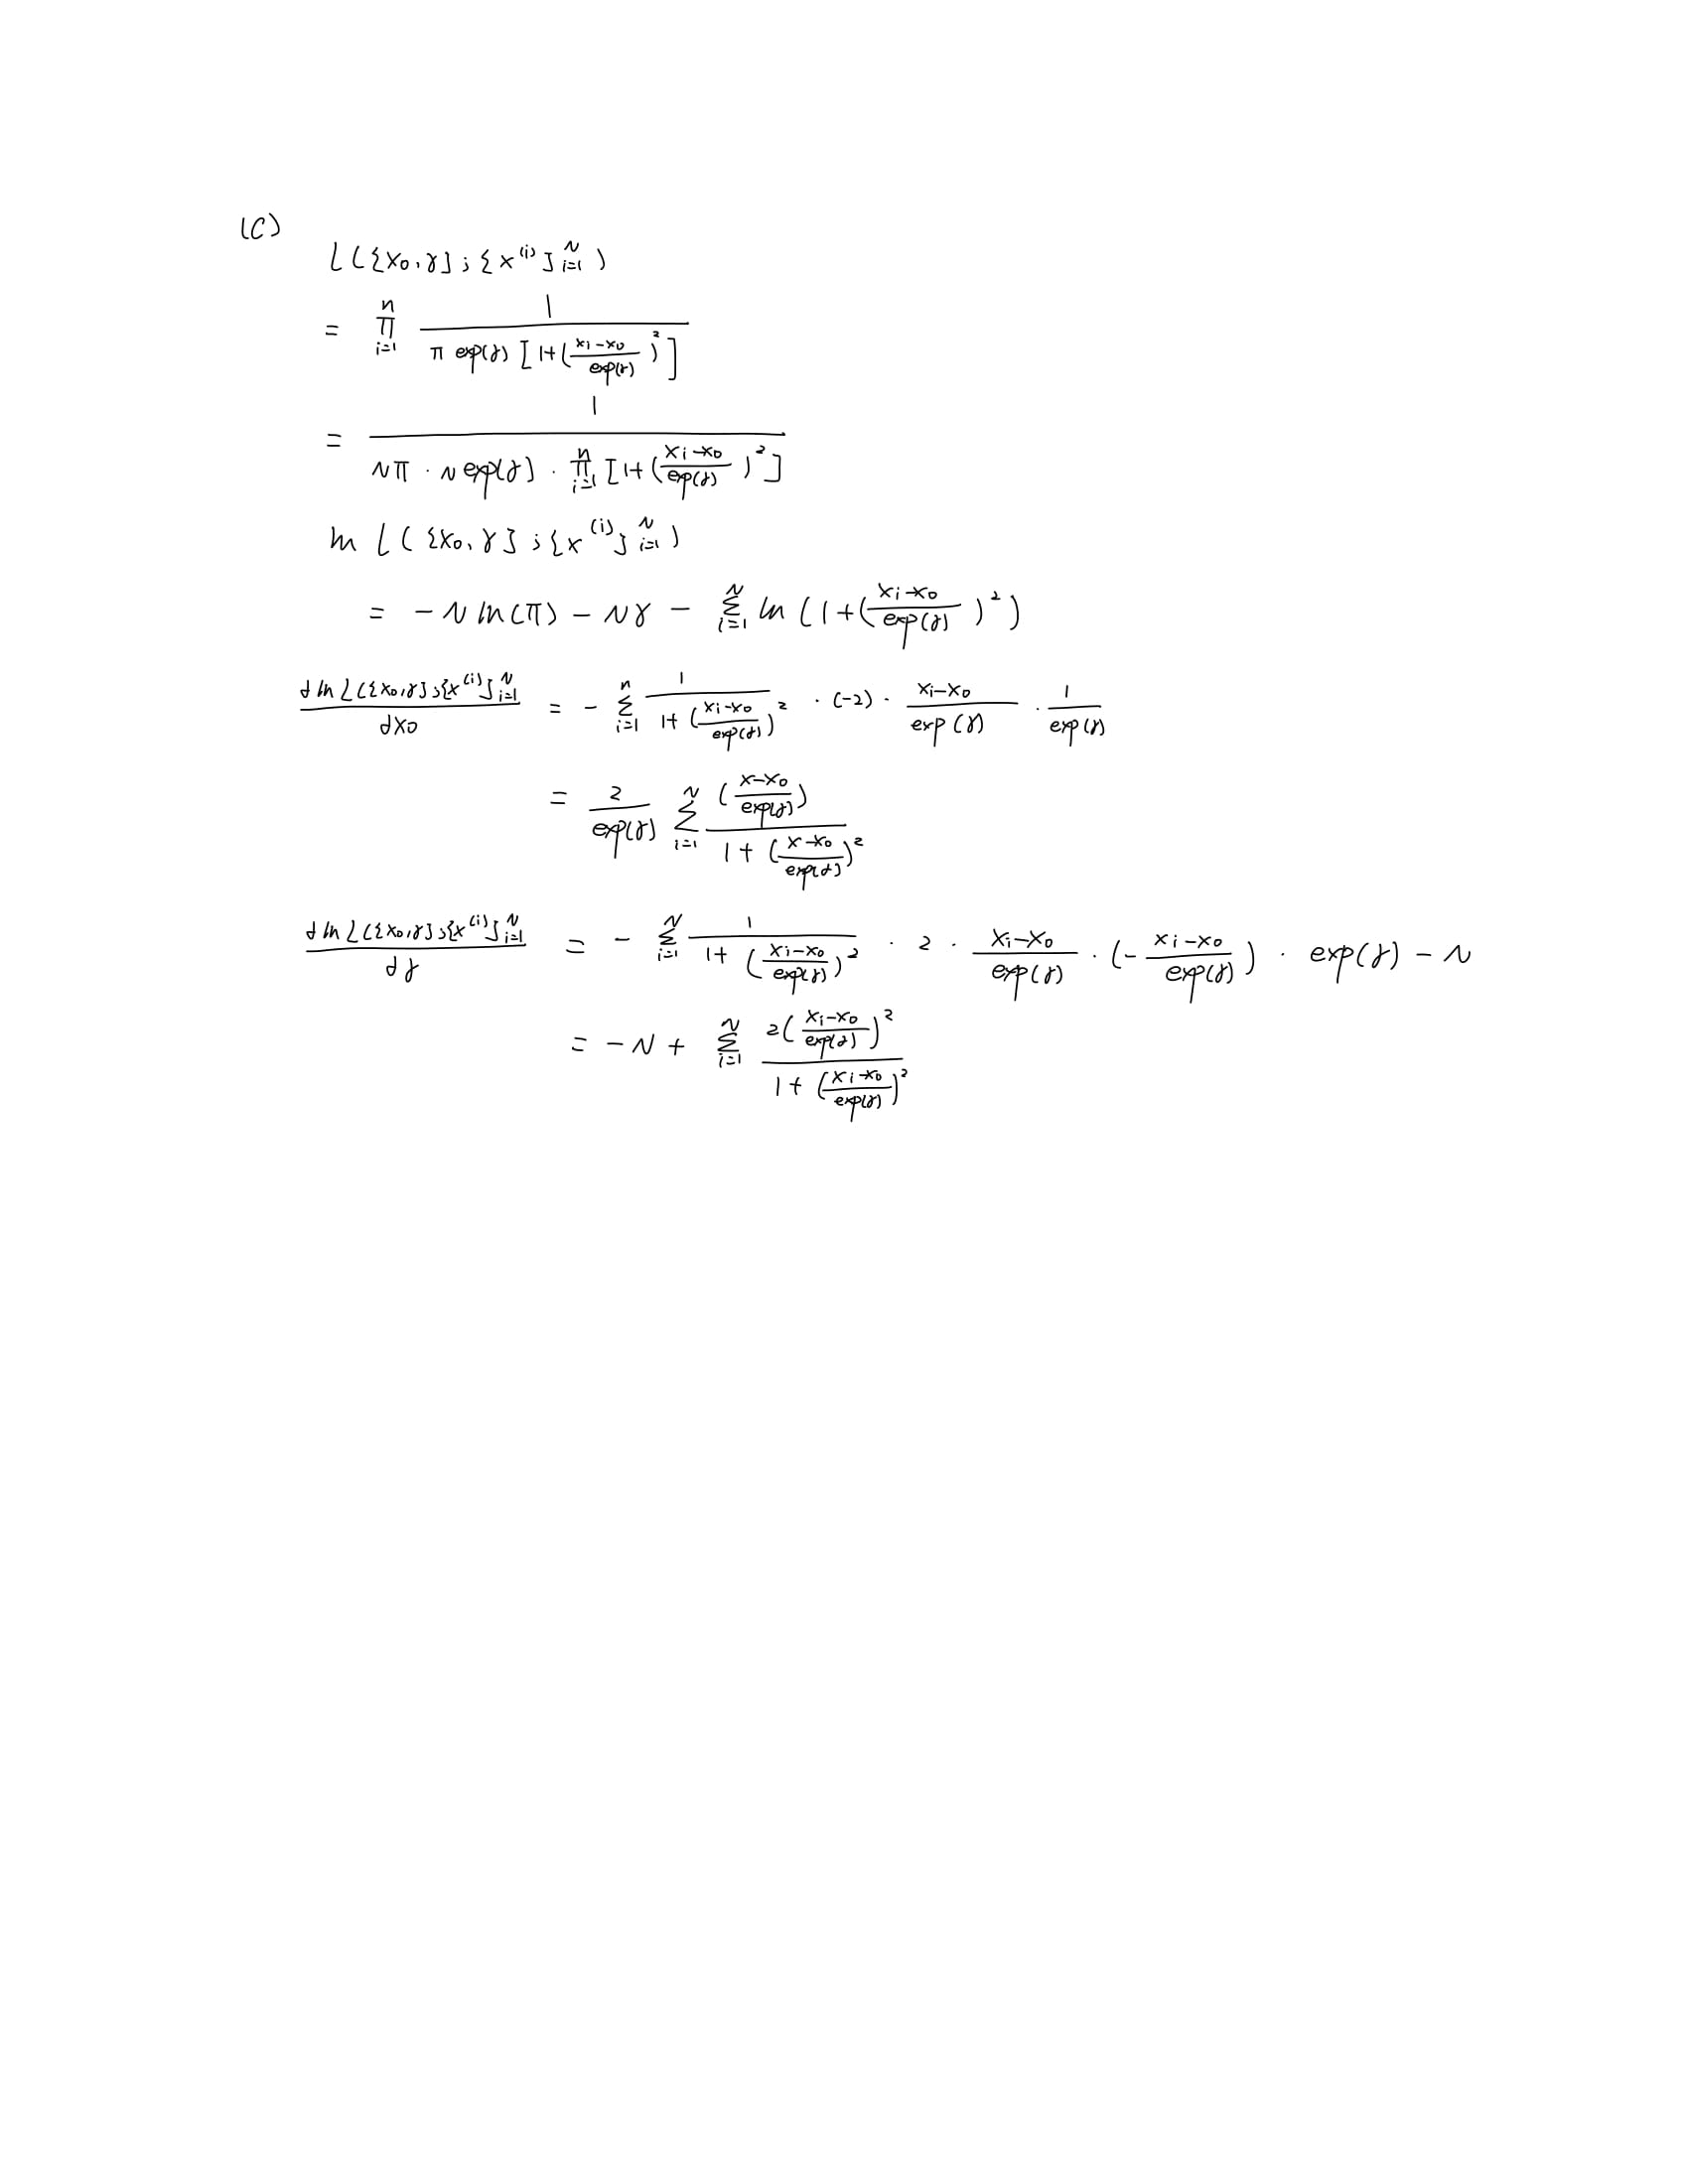 (C)
L({x₀,γ};{x⁽ⁱ⁾}ᵢ₌₁ᴺ)
= ∏ᵢ₌₁ⁿ 1 / (π exp(γ) [1+((xᵢ-x₀)/exp(γ))²])
= 1 / (Nπ · N exp(γ) · ∏ᵢ₌₁ⁿ [1+((xᵢ-x₀)/exp(γ))²])
ln L({x₀,γ};{x⁽ⁱ⁾}ᵢ₌₁ᴺ)
= -N ln(π) - Nγ - Σᵢ₌₁ᴺ ln(1+((xᵢ-x₀)/exp(γ))²)
d ln L({x₀,γ};{x⁽ⁱ⁾}ᵢ₌₁ᴺ / dx₀ = - Σᵢ₌₁ⁿ 1/(1+((xᵢ-x₀)/exp(γ))²) · (-2) · (xᵢ-x₀)/exp(γ) · 1/exp(γ)
= 2/exp(γ) Σᵢ₌₁ᴺ ((x-x₀)/exp(γ)) / (1+((x-x₀)/exp(γ))²)
d ln L({x₀,γ};{x⁽ⁱ⁾}ᵢ₌₁ᴺ / dγ = - Σᵢ₌₁ᴺ 1/(1+((xᵢ-x₀)/exp(γ))²) · 2 · (xᵢ-x₀)/exp(γ) · (-(xᵢ-x₀)/exp(γ)) · exp(γ) - N
= -N + Σᵢ₌₁ᴺ 2((xᵢ-x₀)/exp(γ))² / (1+((xᵢ-x₀)/exp(γ))²)